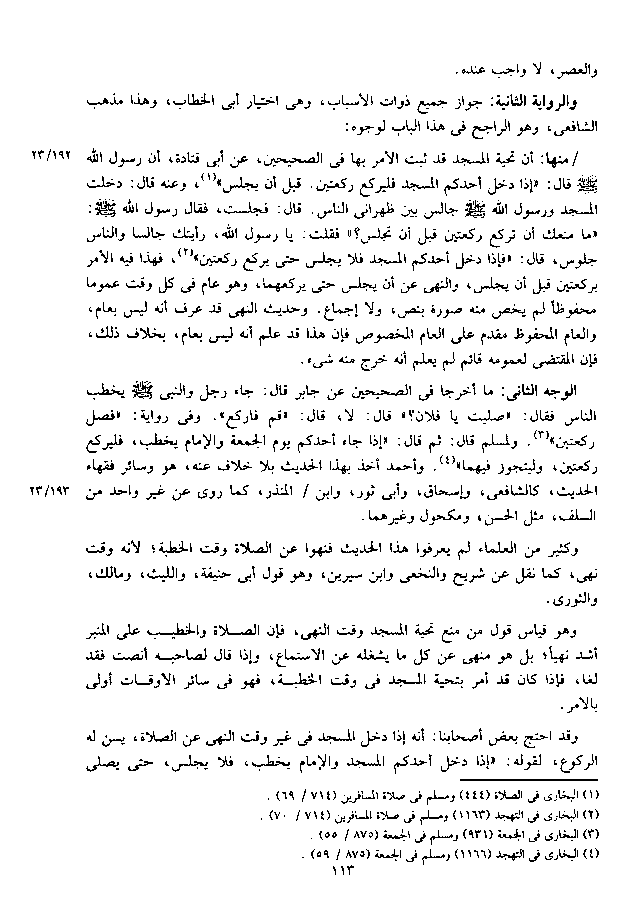 والعصر، لا واجب عنده.
والرواية الثانية: جواز جميع ذوات الأسباب، وهى اختيار أبى الخطاب، وهذا مذهب
الشافعى، وهو الراجح فى هذا الباب لوجوه:
٢٣/١٩٢
/ منها: أن تحية المسجد قد ثبت الأمر بها فى الصحيحين، عن أبى قتادة، أن رسول الله
ﷺ قال: «إذا دخل أحدكم المسجد فليركع ركعتين. قبل أن يجلس»(١)، وعنه قال: دخلت
المسجد ورسول الله ﷺ جالس بين ظهرانى الناس. قال: فجلست، فقال رسول الله ﷺ:
«ما منعك أن تركع ركعتين قبل أن تجلس؟» فقلت: يا رسول الله، رأيتك جالسا والناس
جلوس، قال: «فإذا دخل أحدكم المسجد فلا يجلس حتى يركع ركعتين»(٢)، فهذا فيه الأمر
بركعتين قبل أن يجلس، والنهى عن أن يجلس حتى يركعهما، وهو عام فى كل وقت عموما
محفوظاً لم يخص منه صورة بنص، ولا إجماع. وحديث النهى قد عرف أنه ليس بعام،
والعام المحفوظ مقدم على العام المخصوص فإن هذا قد علم أنه ليس بعام، بخلاف ذلك،
فإن المقتضى لعمومه قائم لم يعلم أنه خرج منه شىء.
الوجه الثانى: ما أخرجا فى الصحيحين عن جابر قال: جاء رجل والنبى ﷺ يخطب
الناس فقال: «صليت يا فلان؟» قال: لا، قال: «قم فاركع». وفى رواية: «فصل
ركعتين»(٣). ولمسلم قال: ثم قال: «إذا جاء أحدكم يوم الجمعة والإمام يخطب، فليركع
ركعتين، وليتجوز فيهما»(٤). وأحمد أخذ بهذا الحديث بلا خلاف عنه، هو وسائر فقهاء
الحديث، كالشافعى، وإسحاق، وأبى ثور، وابن / المنذر، كما روى عن غير واحد من
٢٣/١٩٣
السلف، مثل الحسن، ومكحول وغيرهما.
وكثير من العلماء لم يعرفوا هذا الحديث فنهوا عن الصلاة وقت الخطبة؛ لأنه وقت
نهى، كما نقل عن شريح والنخعى وابن سيرين، وهو قول أبى حنيفة، والليث، ومالك،
والثورى.
وهو قياس قول من منع تحية المسجد وقت النهى، فإن الصلاة والخطيب على المنبر
أشد نهياً؛ بل هو منهى عن كل ما يشغله عن الاستماع، وإذا قال لصاحبه أنصت فقد
لغا، فإذا كان قد أمر بتحية المسجد فى وقت الخطبة، فهو فى سائر الأوقات أولى
بالأمر.
وقد احتج بعض أصحابنا: أنه إذا دخل المسجد فى غير وقت النهى عن الصلاة، يسن له
الركوع، لقوله: «إذا دخل أحدكم المسجد والإمام يخطب، فلا يجلس، حتى يصلى
(١) البخارى فى الصلاة (٤٤٤) ومسلم فى صلاة المسافرين (٧١٤ / ٦٩) .
(٢) البخارى فى التهجد (١١٦٣) ومسلم فى صلاة المسافرين (٧١٤ / ٧٠) .
(٣) البخارى فى الجمعة (٩٣١) ومسلم فى الجمعة (٨٧٥ / ٥٥) .
(٤) البخارى فى التهجد (١١٦٦) ومسلم فى الجمعة (٨٧٥ / ٥٩) .
١١٣